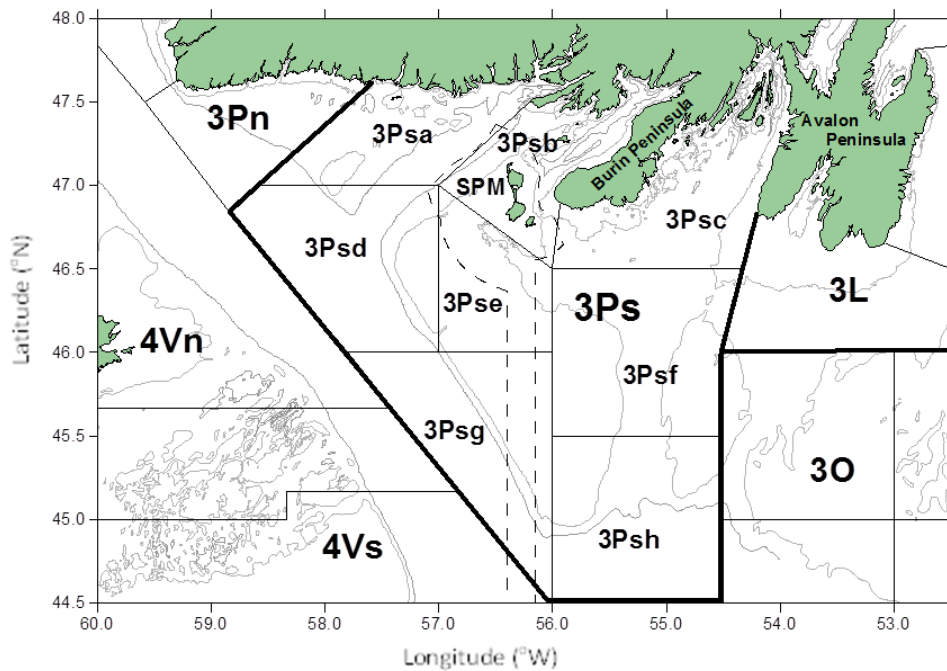 48.0
47.5
47.0
46.5
46.0
45.5
45.0
44.5
Latitude (°N)
3Pn
3Psa
3Psb
SPM
Burin Peninsula
Avalon
Peninsula
3Psc
3Psd
3Pse
3Ps
3L
4Vn
3Psf
3Psg
3O
4Vs
3Psh
60.0 59.0 58.0 57.0 56.0 55.0 54.0 53.0
Longitude (°W)